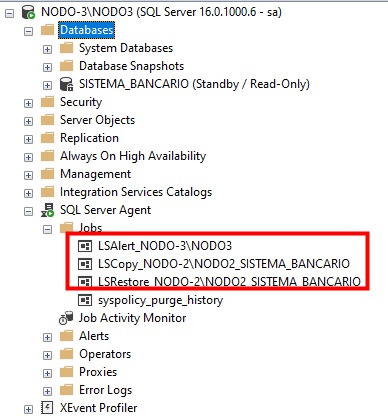 NODO-3\NODO3 (SQL Server 16.0.1000.6 - sa)
Databases
System Databases
Database Snapshots
SISTEMA_BANCARIO (Standby / Read-Only)
Security
Server Objects
Replication
Always On High Availability
Management
Integration Services Catalogs
SQL Server Agent
Jobs
LSAlert_NODO-3\NODO3
LSCopy_NODO-2\NODO2_SISTEMA_BANCARIO
LSRestore_NODO-2\NODO2_SISTEMA_BANCARIO
syspolicy_purge_history
Job Activity Monitor
Alerts
Operators
Proxies
Error Logs
XEvent Profiler